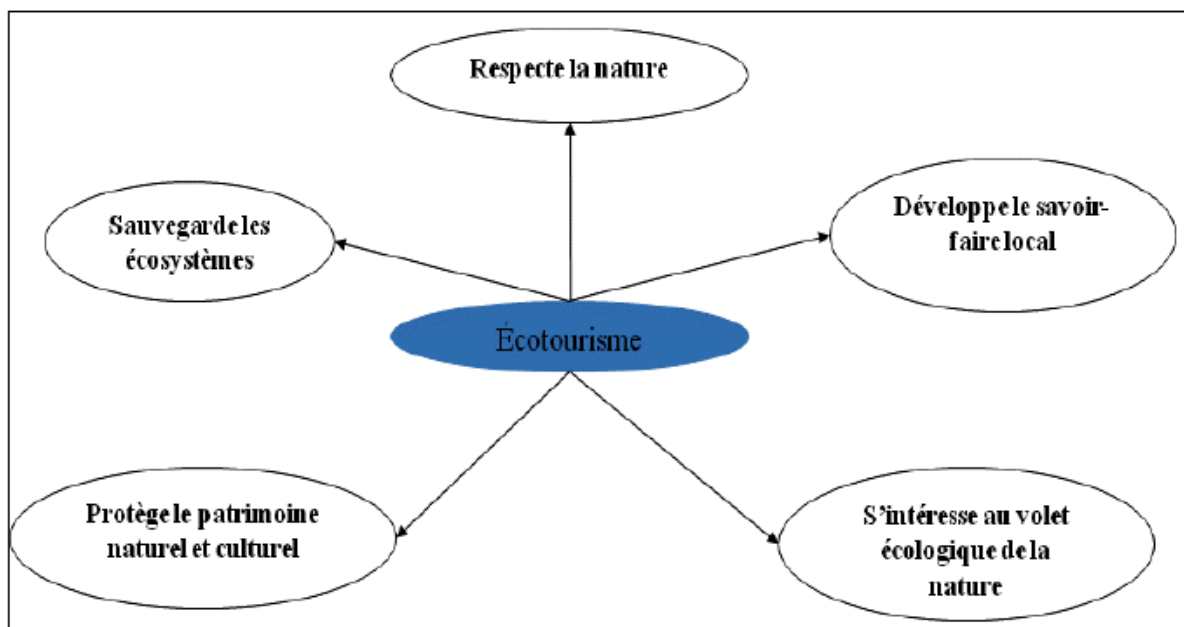 Respecte la nature
Sauvegarde les
écosystèmes
Développe le savoir-
faire local
Écotourisme
Protège le patrimoine
naturel et culturel
S'intéresse au volet
écologique de la
nature